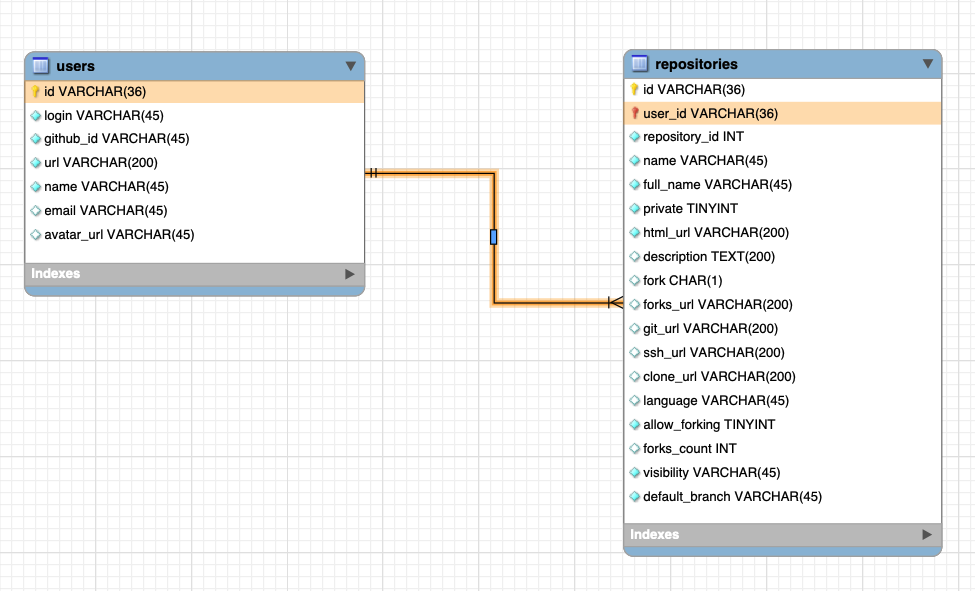 users
id VARCHAR(36)
login VARCHAR(45)
github_id VARCHAR(45)
url VARCHAR(200)
name VARCHAR(45)
email VARCHAR(45)
avatar_url VARCHAR(45)
Indexes
repositories
id VARCHAR(36)
user_id VARCHAR(36)
repository_id INT
name VARCHAR(45)
full_name VARCHAR(45)
private TINYINT
html_url VARCHAR(200)
description TEXT(200)
fork CHAR(1)
forks_url VARCHAR(200)
git_url VARCHAR(200)
ssh_url VARCHAR(200)
clone_url VARCHAR(200)
language VARCHAR(45)
allow_forking TINYINT
forks_count INT
visibility VARCHAR(45)
default_branch VARCHAR(45)
Indexes